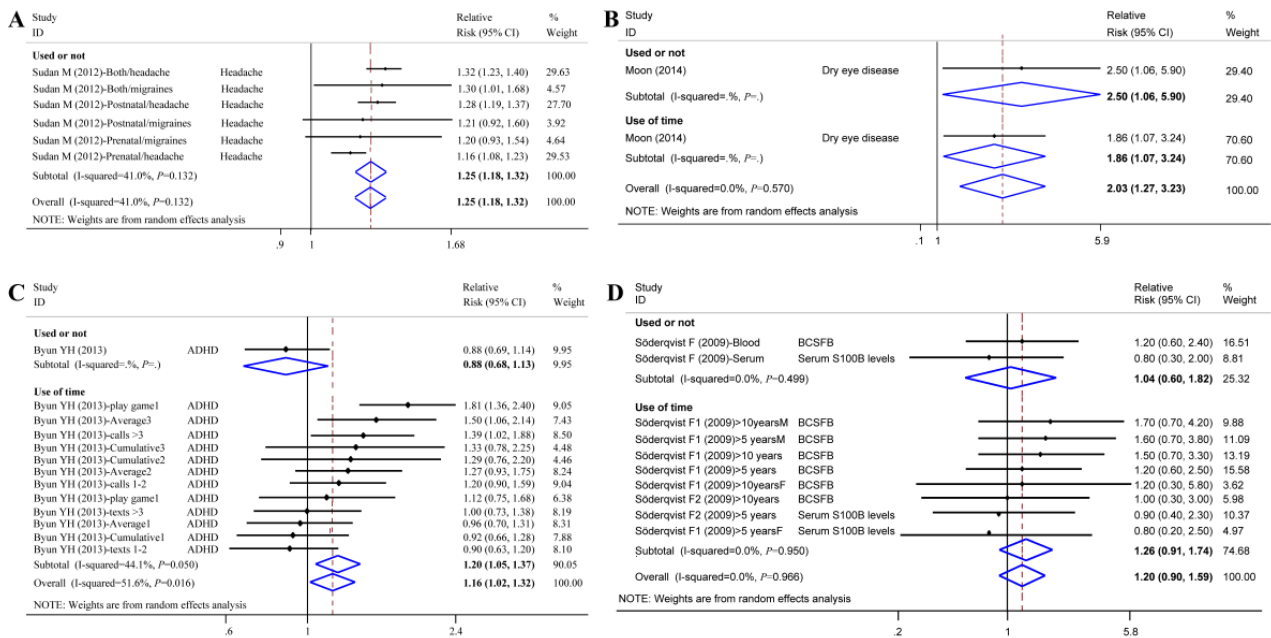 A
Study
ID
Relative
Risk (95% CI)
%
Weight
Used or not
Sudan M (2012)-Both/headache Headache 1.32 (1.23, 1.40) 29.63
Sudan M (2012)-Both/migraines Headache 1.30 (1.01, 1.68) 4.57
Sudan M (2012)-Postnatal/headache Headache 1.28 (1.19, 1.37) 27.70
Sudan M (2012)-Postnatal/migraines Headache 1.21 (0.92, 1.60) 3.92
Sudan M (2012)-Prenatal/migraines Headache 1.20 (0.93, 1.54) 4.64
Sudan M (2012)-Prenatal/headache Headache 1.16 (1.08, 1.23) 29.53
Subtotal (I-squared=41.0%, P=0.132) 1.25 (1.18, 1.32) 100.00
Overall (I-squared=41.0%, P=0.132) 1.25 (1.18, 1.32) 100.00
NOTE: Weights are from random effects analysis
.9 1 1.68
B
Study
ID
Relative
Risk (95% CI)
%
Weight
Used or not
Moon (2014) Dry eye disease 2.50 (1.06, 5.90) 29.40
Subtotal (I-squared=.%, P=.) 2.50 (1.06, 5.90) 29.40
Use of time
Moon (2014) Dry eye disease 1.86 (1.07, 3.24) 70.60
Subtotal (I-squared=.%, P=.) 1.86 (1.07, 3.24) 70.60
Overall (I-squared=0.0%, P=0.570) 2.03 (1.27, 3.23) 100.00
NOTE: Weights are from random effects analysis
.1 1 5.9
C
Study
ID
Relative
Risk (95% CI)
%
Weight
Used or not
Byun YH (2013) ADHD 0.88 (0.69, 1.14) 9.95
Subtotal (I-squared=.%, P=.) 0.88 (0.68, 1.13) 9.95
Use of time
Byun YH (2013)-play game1 ADHD 1.81 (1.36, 2.40) 9.05
Byun YH (2013)-Average3 ADHD 1.50 (1.06, 2.14) 7.43
Byun YH (2013)-calls >3 ADHD 1.39 (1.02, 1.88) 8.50
Byun YH (2013)-Cumulative3 ADHD 1.33 (0.78, 2.25) 4.48
Byun YH (2013)-Cumulative2 ADHD 1.29 (0.76, 2.20) 4.46
Byun YH (2013)-Average2 ADHD 1.27 (0.93, 1.75) 8.24
Byun YH (2013)-calls 1-2 ADHD 1.20 (0.90, 1.59) 9.04
Byun YH (2013)-play game1 ADHD 1.12 (0.75, 1.68) 6.38
Byun YH (2013)-texts >3 ADHD 1.00 (0.73, 1.38) 8.19
Byun YH (2013)-Average1 ADHD 0.96 (0.70, 1.31) 8.31
Byun YH (2013)-Cumulative1 ADHD 0.92 (0.66, 1.28) 7.88
Byun YH (2013)-texts 1-2 ADHD 0.90 (0.63, 1.20) 8.10
Subtotal (I-squared=44.1%, P=0.050) 1.20 (1.05, 1.37) 90.05
Overall (I-squared=51.6%, P=0.016) 1.16 (1.02, 1.32) 100.00
NOTE: Weights are from random effects analysis
.6 1 2.4
D
Study
ID
Relative
Risk (95% CI)
%
Weight
Used or not
Söderqvist F (2009)-Blood BCSFB 1.20 (0.60, 2.40) 16.51
Söderqvist F (2009)-Serum Serum S100B levels 0.80 (0.30, 2.00) 8.81
Subtotal (I-squared=0.0%, P=0.499) 1.04 (0.60, 1.82) 25.32
Use of time
Söderqvist F1 (2009)>10yearsM BCSFB 1.70 (0.70, 4.20) 9.88
Söderqvist F1 (2009)>5 yearsM BCSFB 1.60 (0.70, 3.80) 11.09
Söderqvist F1 (2009)>10 years BCSFB 1.50 (0.70, 3.30) 13.19
Söderqvist F1 (2009)>5 years BCSFB 1.20 (0.60, 2.50) 15.58
Söderqvist F1 (2009)>10yearsF BCSFB 1.20 (0.30, 5.80) 3.62
Söderqvist F2 (2009)>10years BCSFB 1.00 (0.30, 3.00) 5.98
Söderqvist F2 (2009)>5 years Serum S100B levels 0.90 (0.40, 2.30) 10.37
Söderqvist F1 (2009)>5 yearsF Serum S100B levels 0.80 (0.20, 2.50) 4.97
Subtotal (I-squared=0.0%, P=0.950) 1.26 (0.91, 1.74) 74.68
Overall (I-squared=0.0%, P=0.966) 1.20 (0.90, 1.59) 100.00
NOTE: Weights are from random effects analysis
.2 1 5.8